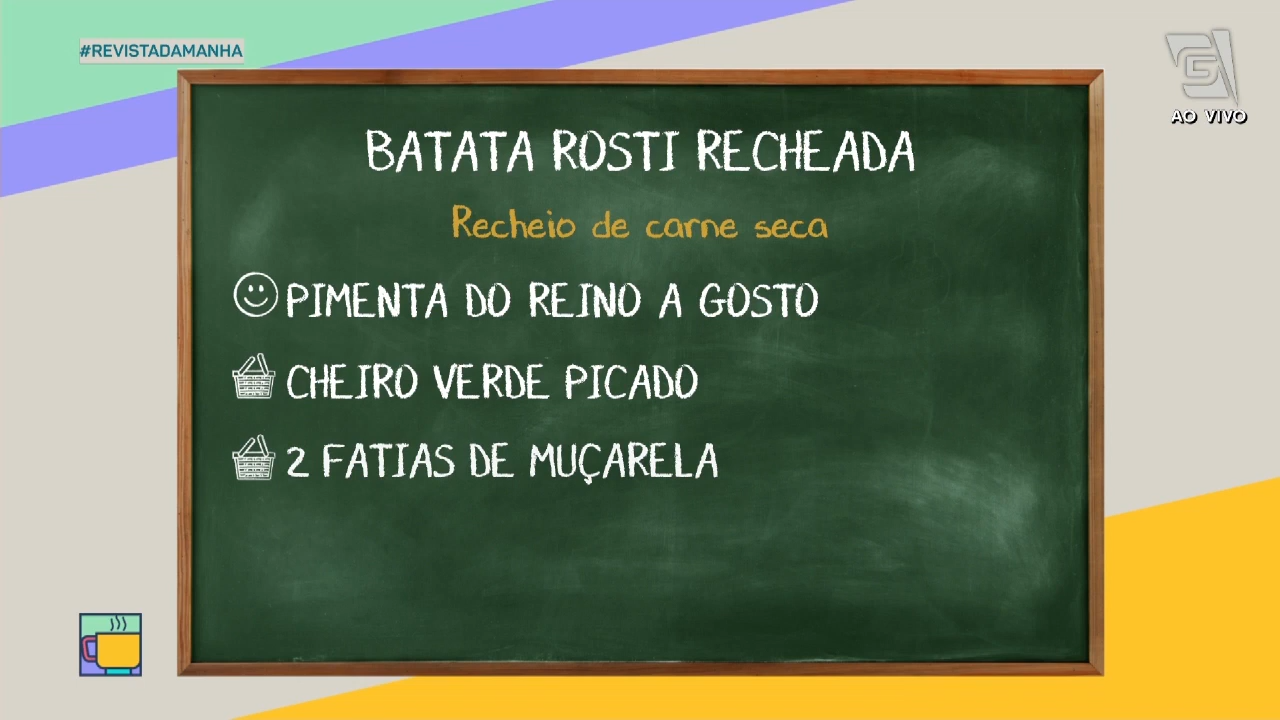 #REVISTADAMANHA
G
AO VIVO
BATATA ROSTI RECHEADA
Recheio de carne seca
PIMENTA DO REINO A GOSTO
CHEIRO VERDE PICADO
2 FATIAS DE MUÇARELA